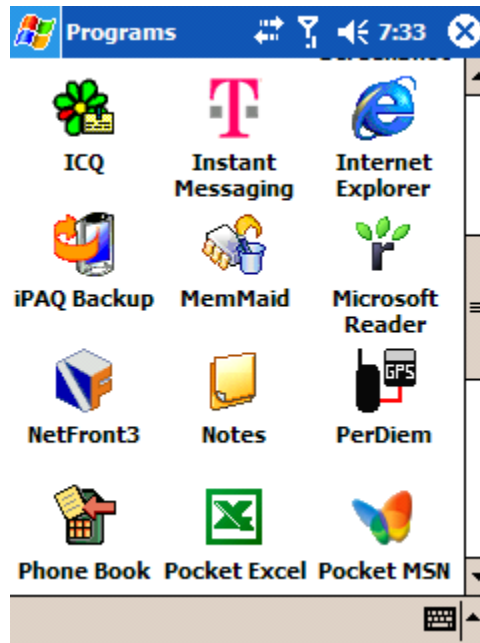 Programs 7:33
ICQ Instant Messaging Internet Explorer
iPAQ Backup MemMaid Microsoft Reader
GPS
NetFront3 Notes PerDiem
Phone Book Pocket Excel Pocket MSN